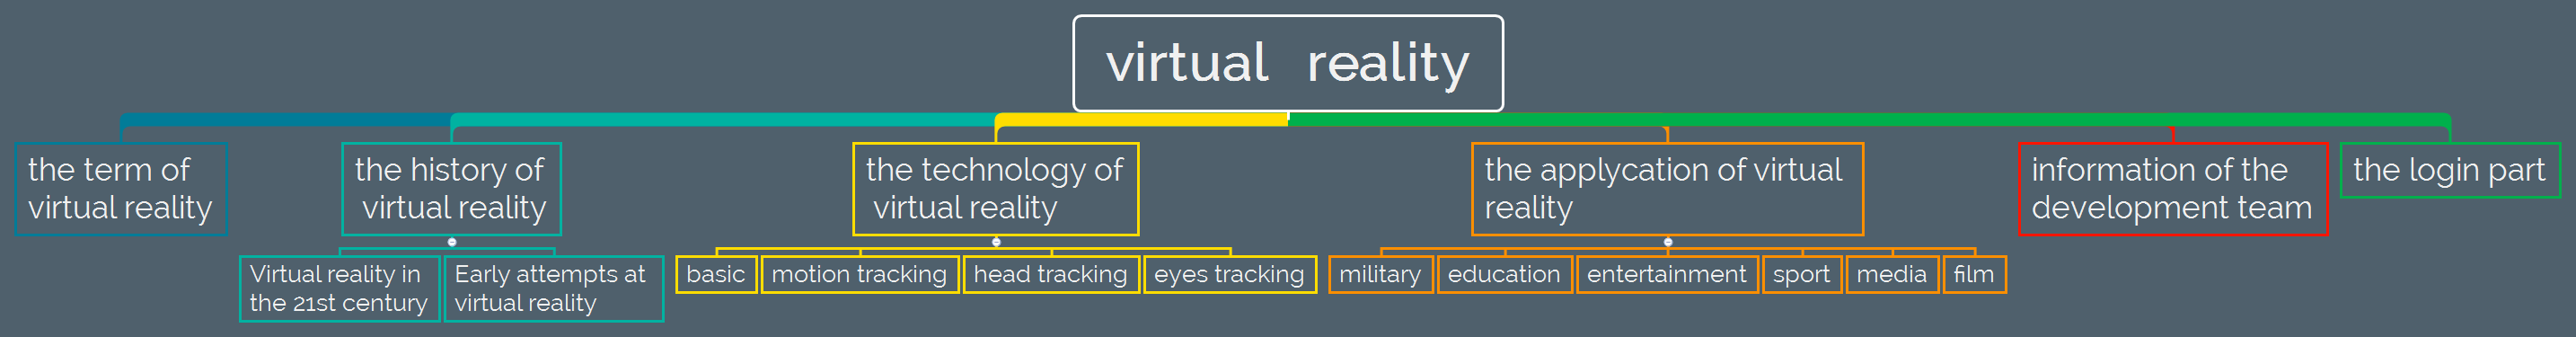 virtual reality
the term of
virtual reality
the history of
virtual reality
the technology of
virtual reality
the applycation of virtual
reality
information of the
development team
the login part
Virtual reality in
the 21st century
Early attempts at
virtual reality
basic
motion tracking
head tracking
eyes tracking
military
education
entertainment
sport
media
film